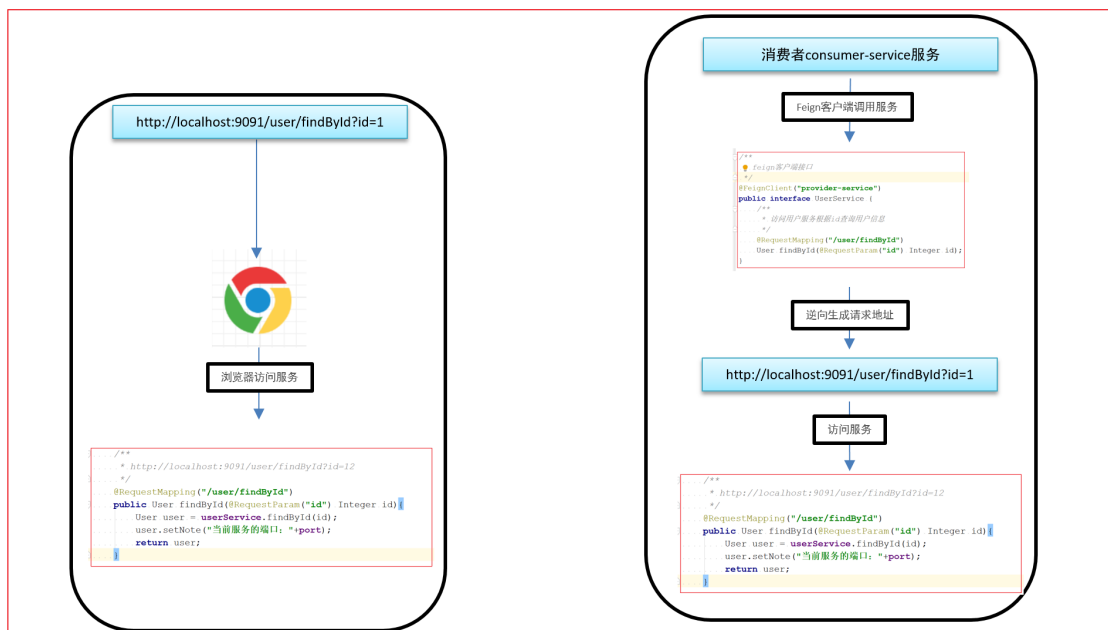 http://localhost:9091/user/findById?id=1
浏览器访问服务
/**
* http://localhost:9091/user/findById?id=12
*/
@RequestMapping("/user/findById")
public User findById(@RequestParam("id") Integer id){
User user = userService.findById(id);
user.setNote("当前服务的端口: "+port);
return user;
}
消费者consumer-service服务
Feign客户端调用服务
/**
feign客户端接口
*/
@FeignClient("provider-service")
public interface UserService {
/**
* 访问用户服务根据id查询用户信息
*/
@RequestMapping("/user/findById")
User findById(@RequestParam("id") Integer id);
}
逆向生成请求地址
http://localhost:9091/user/findById?id=1
访问服务
/**
* http://localhost:9091/user/findById?id=12
*/
@RequestMapping("/user/findById")
public User findById(@RequestParam("id") Integer id){
User user = userService.findById(id);
user.setNote("当前服务的端口: "+port);
return user;
}